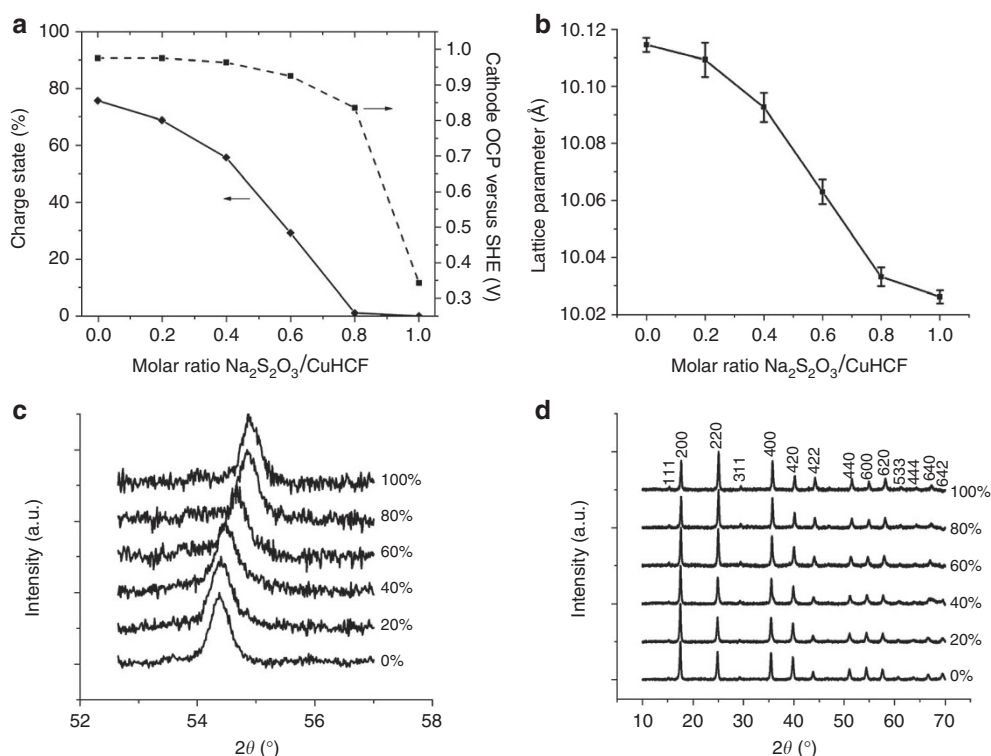 a
100
80
60
40
20
0
Charge state (%)
1.0
0.9
0.8
0.7
0.6
0.5
0.4
0.3
Cathode OCP versus SHE (V)
0.0 0.2 0.4 0.6 0.8 1.0
Molar ratio Na₂S₂O₃/CuHCF
b
10.12
10.10
10.08
10.06
10.04
10.02
Lattice parameter (Å)
0.0 0.2 0.4 0.6 0.8 1.0
Molar ratio Na₂S₂O₃/CuHCF
c
Intensity (a.u.)
100%
80%
60%
40%
20%
0%
52 54 56 58
2θ (°)
d
Intensity (a.u.)
111 200 220 311 400 420 422 440 600 620 533 444 640 642
100%
80%
60%
40%
20%
0%
10 20 30 40 50 60 70
2θ (°)